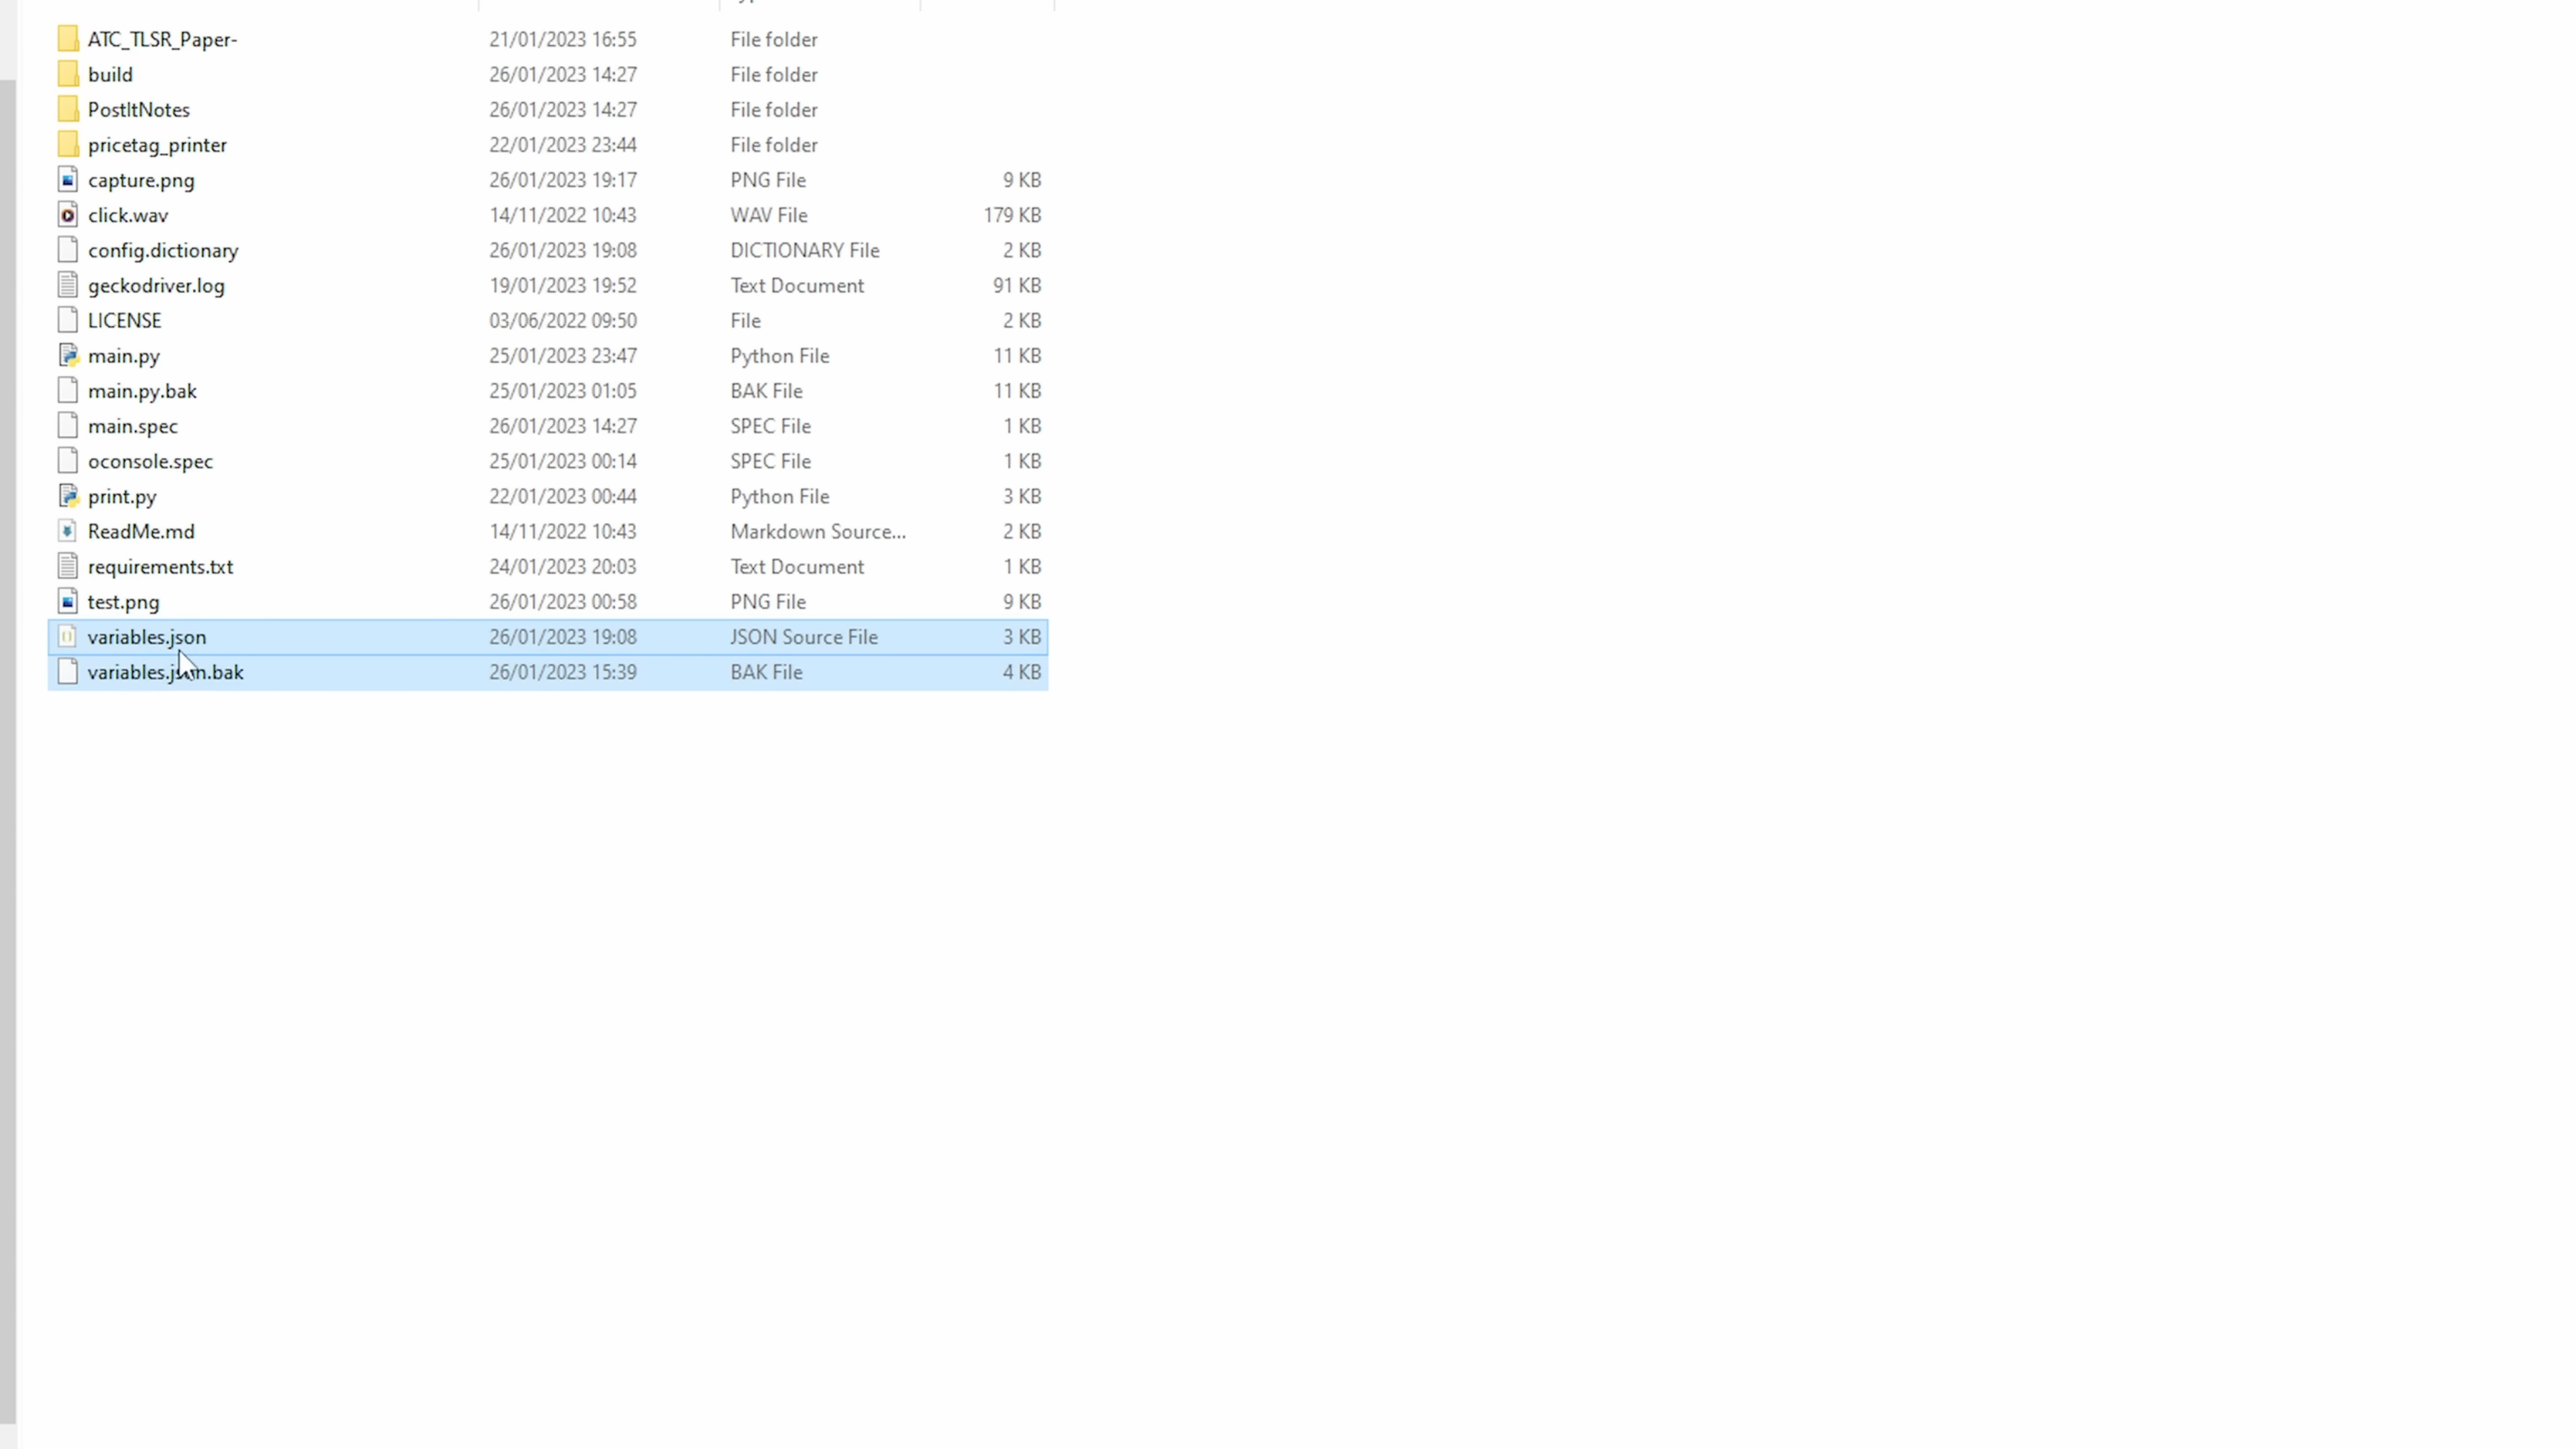 ATC_TLSR_Paper- 21/01/2023 16:55 File folder
build 26/01/2023 14:27 File folder
PostItNotes 26/01/2023 14:27 File folder
pricetag_printer 22/01/2023 23:44 File folder
capture.png 26/01/2023 19:17 PNG File 9 KB
click.wav 14/11/2022 10:43 WAV File 179 KB
config.dictionary 26/01/2023 19:08 DICTIONARY File 2 KB
geckodriver.log 19/01/2023 19:52 Text Document 91 KB
LICENSE 03/06/2022 09:50 File 2 KB
main.py 25/01/2023 23:47 Python File 11 KB
main.py.bak 25/01/2023 01:05 BAK File 11 KB
main.spec 26/01/2023 14:27 SPEC File 1 KB
oconsole.spec 25/01/2023 00:14 SPEC File 1 KB
print.py 22/01/2023 00:44 Python File 3 KB
ReadMe.md 14/11/2022 10:43 Markdown Source... 2 KB
requirements.txt 24/01/2023 20:03 Text Document 1 KB
test.png 26/01/2023 00:58 PNG File 9 KB
variables.json 26/01/2023 19:08 JSON Source File 3 KB
variables.json.bak 26/01/2023 15:39 BAK File 4 KB